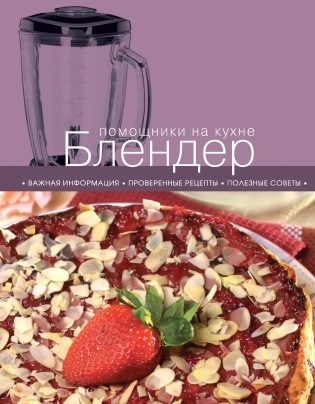 помощники на кухне
Блендер
• ВАЖНАЯ ИНФОРМАЦИЯ • ПРОВЕРЕННЫЕ РЕЦЕПТЫ • ПОЛЕЗНЫЕ СОВЕТЫ •